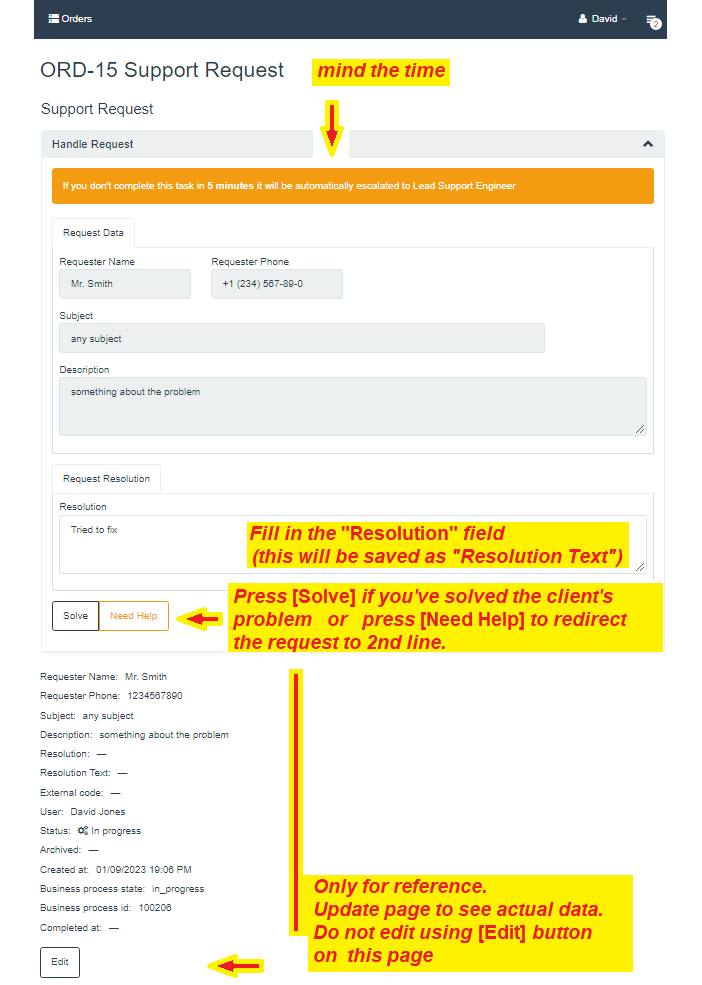 Orders
David
2
ORD-15 Support Request
mind the time
Support Request
Handle Request
If you don't complete this task in 5 minutes it will be automatically escalated to Lead Support Engineer
Request Data
Requester Name Requester Phone
Mr. Smith +1 (234) 567-89-0
Subject
any subject
Description
something about the problem
Request Resolution
Resolution
Tried to fix
Fill in the "Resolution" field
(this will be saved as "Resolution Text")
Solve Need Help
Press [Solve] if you've solved the client's
problem or press [Need Help] to redirect
the request to 2nd line.
Requester Name: Mr. Smith
Requester Phone: 1234567890
Subject: any subject
Description: something about the problem
Resolution: —
Resolution Text: —
External code: —
User: David Jones
Status: In progress
Archived: —
Created at: 01/09/2023 19:06 PM
Business process state: in_progress
Business process id: 100206
Completed at: —
Only for reference.
Update page to see actual data.
Do not edit using [Edit] button
on this page
Edit